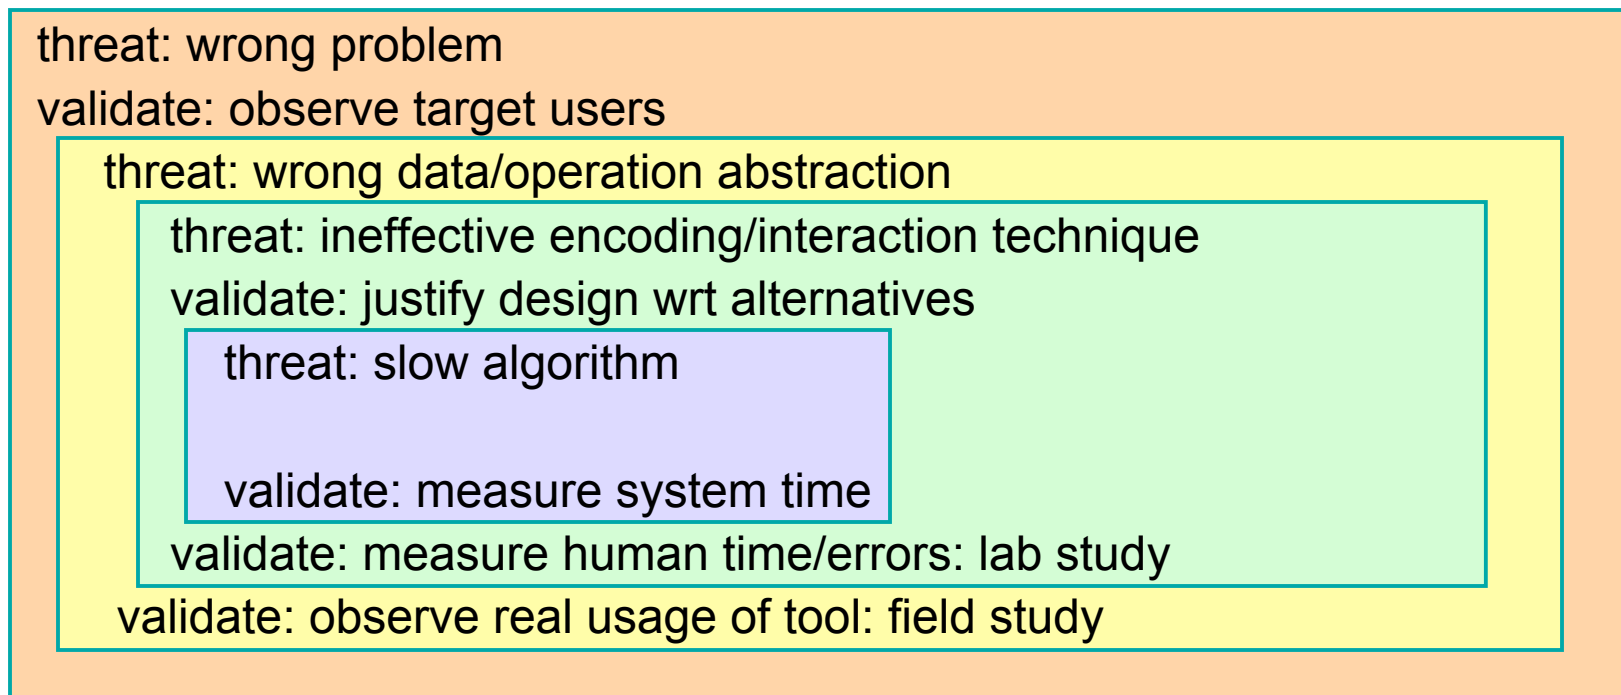 threat: wrong problem
validate: observe target users
threat: wrong data/operation abstraction
threat: ineffective encoding/interaction technique
validate: justify design wrt alternatives
threat: slow algorithm
validate: measure system time
validate: measure human time/errors: lab study
validate: observe real usage of tool: field study